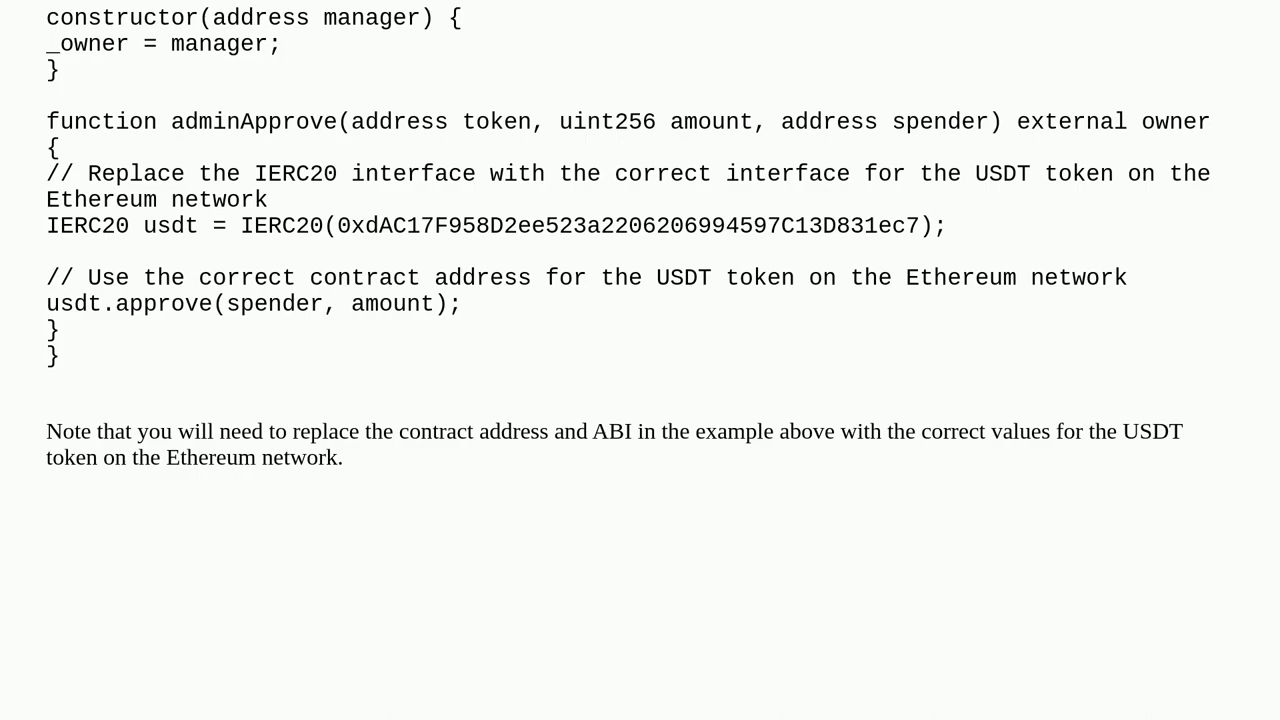 constructor(address manager) {
_owner = manager;
}
function adminApprove(address token, uint256 amount, address spender) external owner
{
// Replace the IERC20 interface with the correct interface for the USDT token on the
Ethereum network
IERC20 usdt = IERC20(0xdAC17F958D2ee523a2206206994597C13D831ec7);
// Use the correct contract address for the USDT token on the Ethereum network
usdt.approve(spender, amount);
}
}
Note that you will need to replace the contract address and ABI in the example above with the correct values for the USDT
token on the Ethereum network.